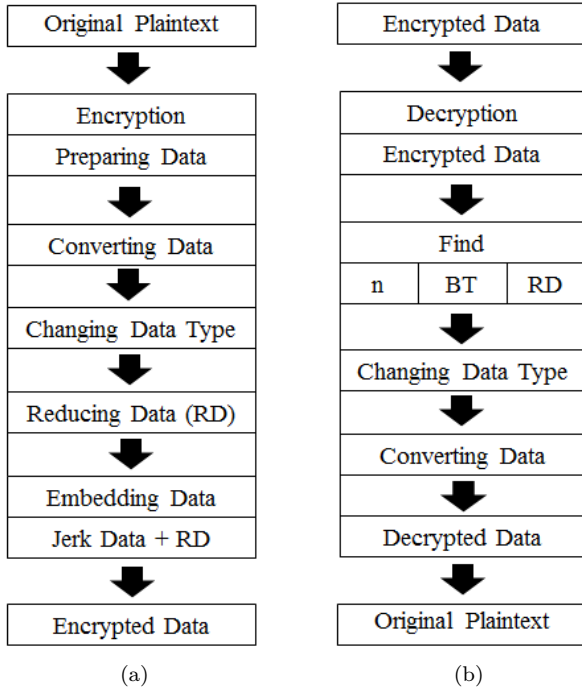 Original Plaintext
Encryption
Preparing Data
Converting Data
Changing Data Type
Reducing Data (RD)
Embedding Data
Jerk Data + RD
Encrypted Data
(a)
Encrypted Data
Decryption
Encrypted Data
Find
n BT RD
Changing Data Type
Converting Data
Decrypted Data
Original Plaintext
(b)